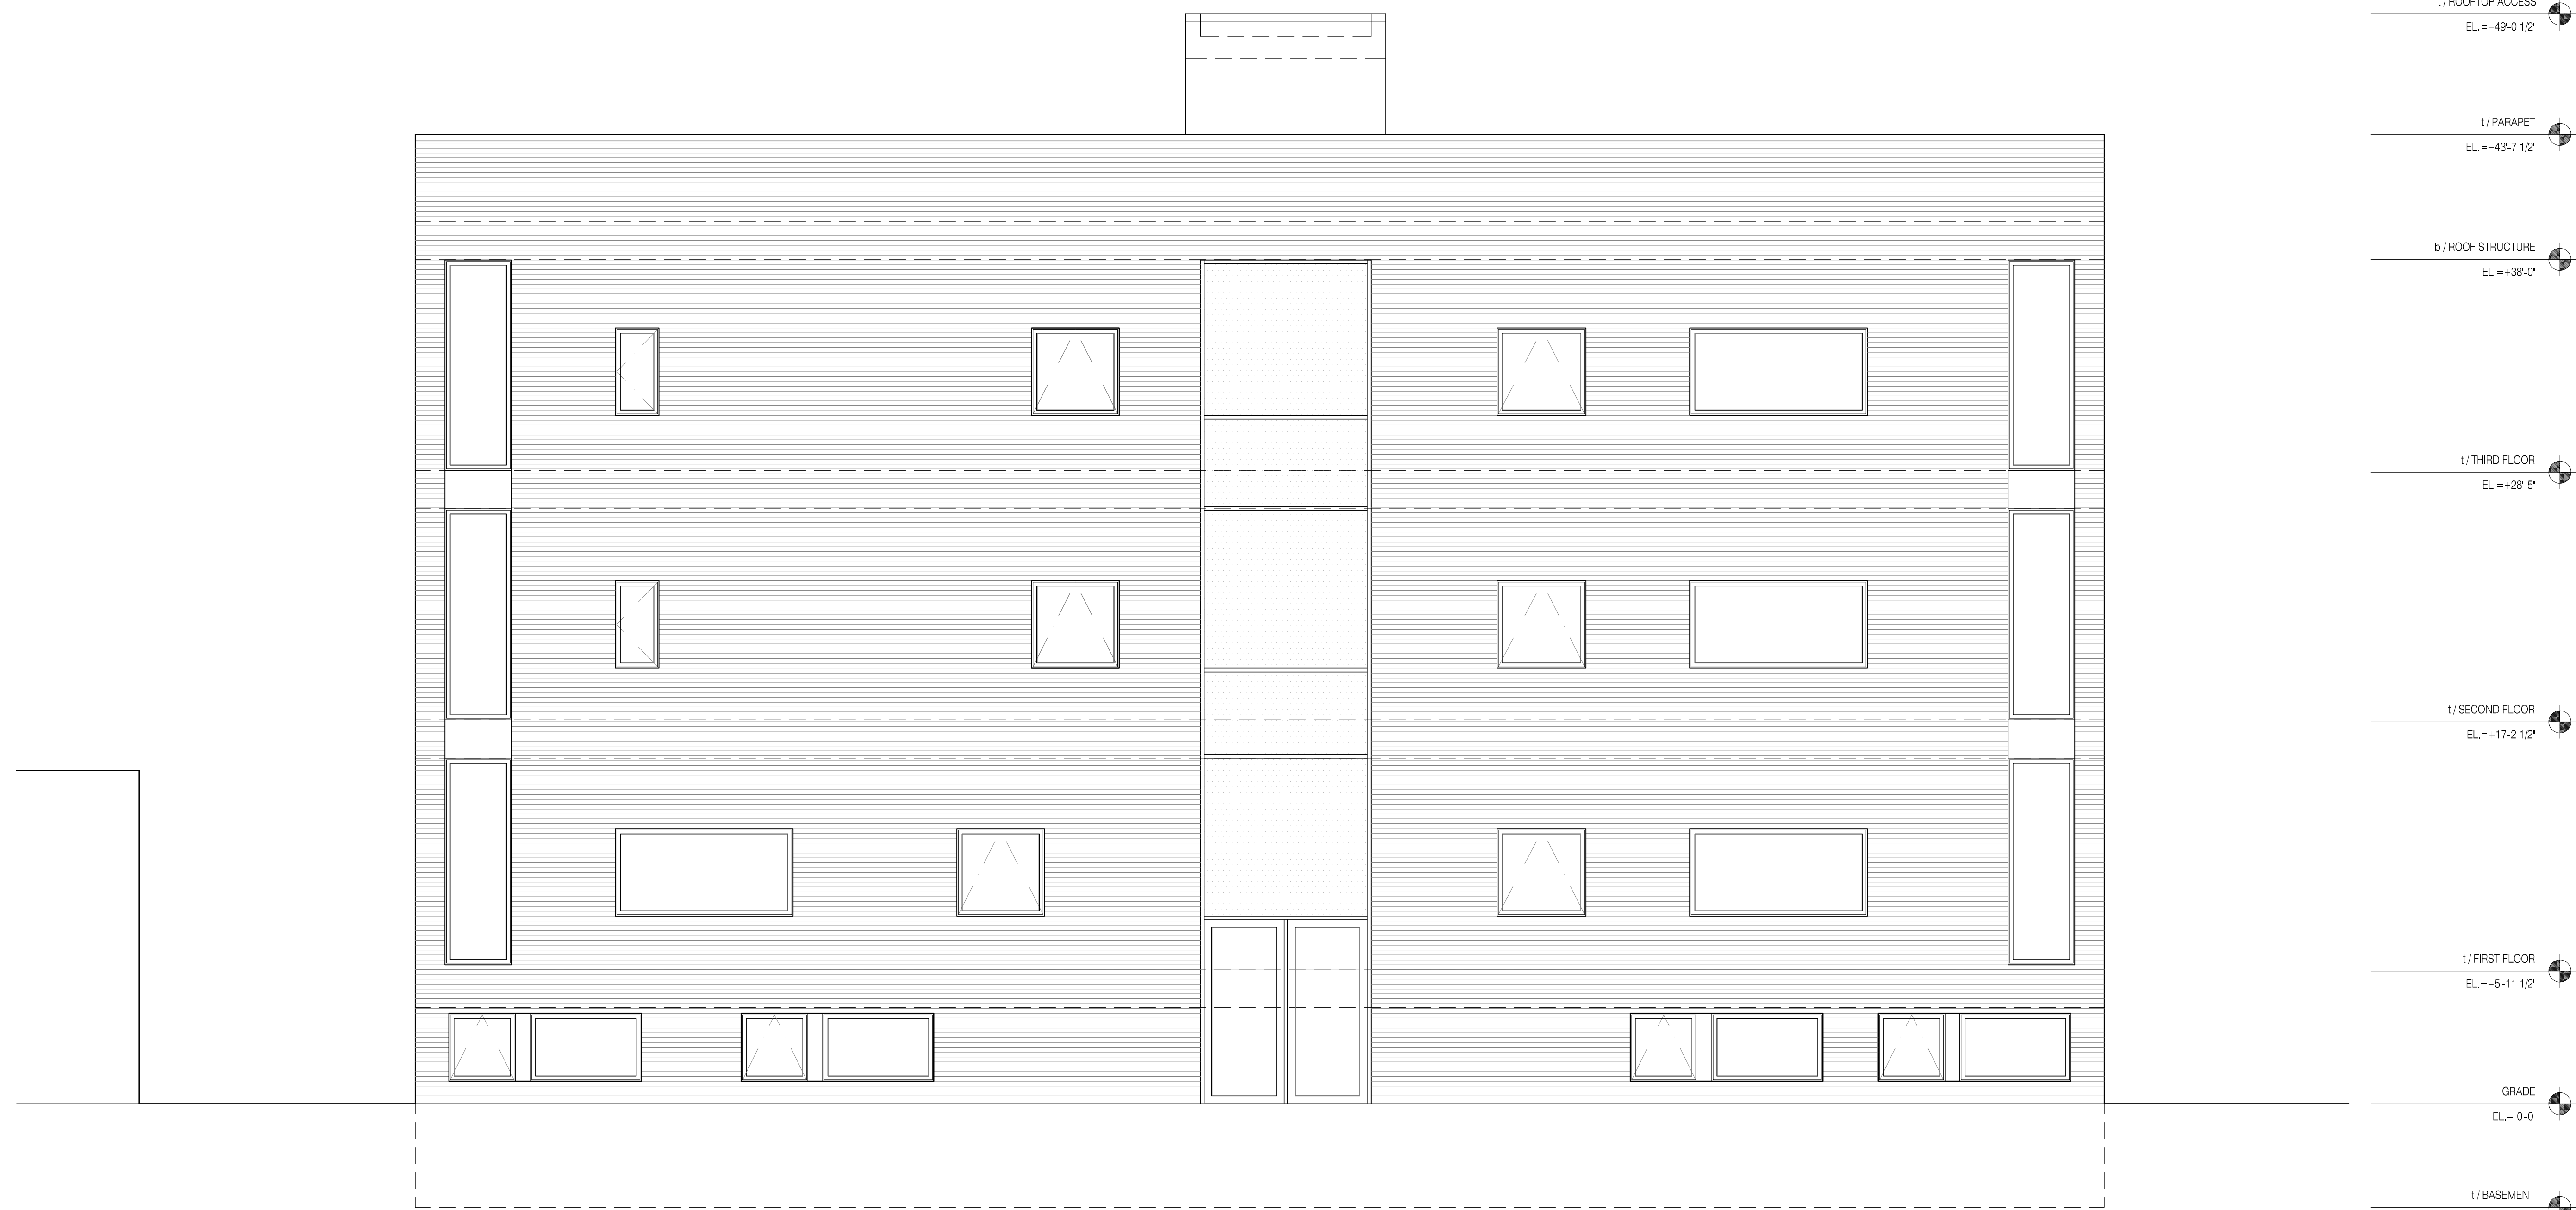 t / ROOFTOP ACCESS
EL.=+49'-0 1/2"
t / PARAPET
EL.=+43'-7 1/2"
b / ROOF STRUCTURE
EL.=+38'-0"
t / THIRD FLOOR
EL.=+28'-5"
t / SECOND FLOOR
EL.=+17'-2 1/2"
t / FIRST FLOOR
EL.=+5'-11 1/2"
GRADE
EL.= 0'-0"
t / BASEMENT